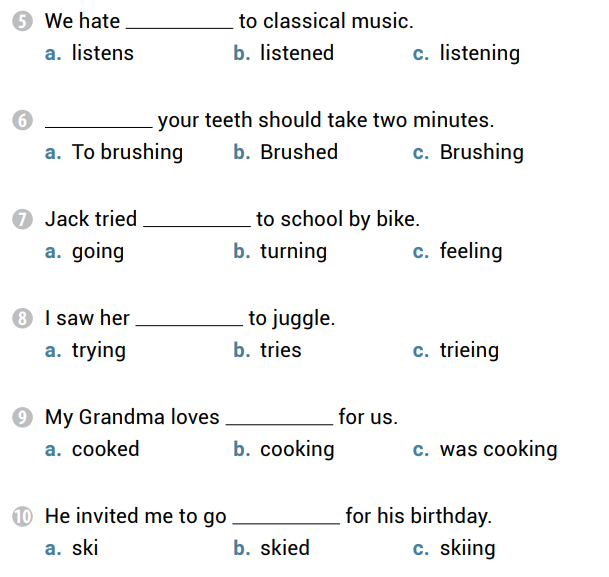 5 We hate __________ to classical music.
a. listens b. listened c. listening
6 __________ your teeth should take two minutes.
a. To brushing b. Brushed c. Brushing
7 Jack tried __________ to school by bike.
a. going b. turning c. feeling
8 I saw her __________ to juggle.
a. trying b. tries c. trieing
9 My Grandma loves __________ for us.
a. cooked b. cooking c. was cooking
10 He invited me to go __________ for his birthday.
a. ski b. skied c. skiing